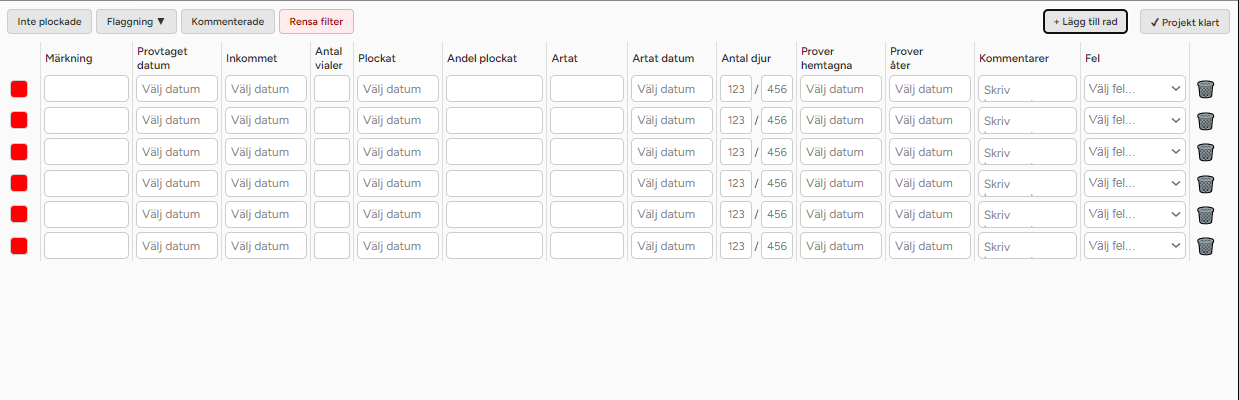 Inte plockade Flaggning ▼ Kommenterade Rensa filter + Lägg till rad ✓ Projekt klart
Märkning Provtaget datum Inkommet Antal vialer Plockat Andel plockat Artat Artat datum Antal djur Prover hemtagna Prover åter Kommentarer Fel
Välj datum Välj datum Välj datum Välj datum 123 / 456 Välj datum Välj datum Skriv Välj fel...
Välj datum Välj datum Välj datum Välj datum 123 / 456 Välj datum Välj datum Skriv Välj fel...
Välj datum Välj datum Välj datum Välj datum 123 / 456 Välj datum Välj datum Skriv Välj fel...
Välj datum Välj datum Välj datum Välj datum 123 / 456 Välj datum Välj datum Skriv Välj fel...
Välj datum Välj datum Välj datum Välj datum 123 / 456 Välj datum Välj datum Skriv Välj fel...
Välj datum Välj datum Välj datum Välj datum 123 / 456 Välj datum Välj datum Skriv Välj fel...